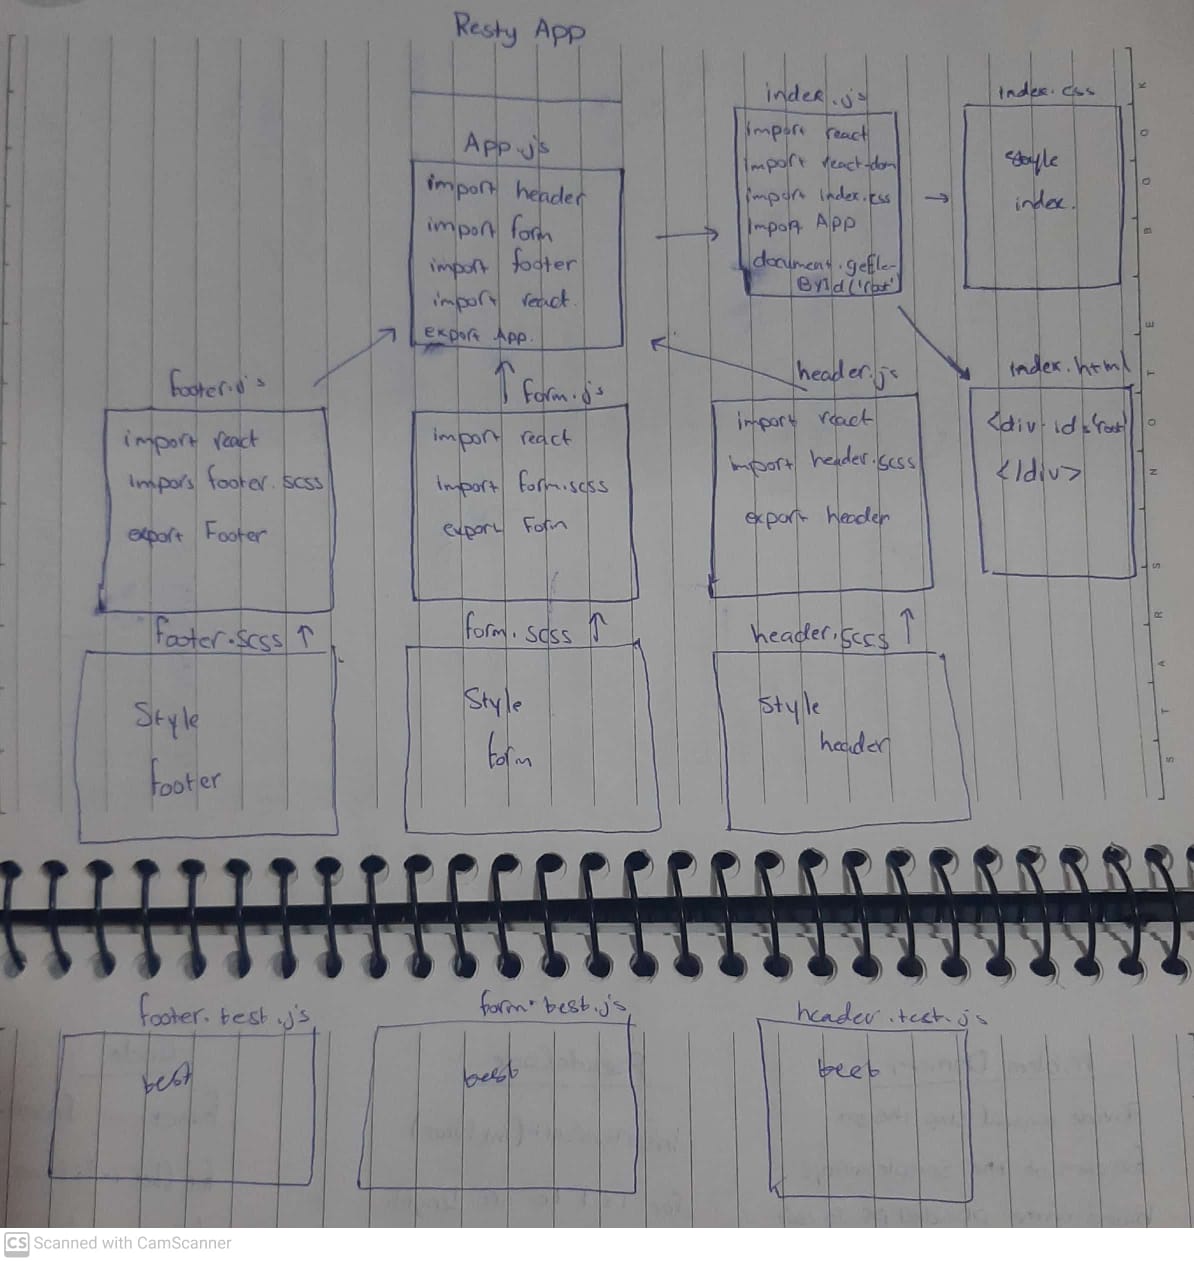 Resty App
App.js
import header
import form
import footer
import react
export App.
index.js
import react
import react-dom
import index.css
import APP
document.getEle-
ById('root'
index.css
style
index.
footer.js
import react
impors footer.scss
export Footer
form.js
import react
import form.scss
export Form
header.js
import react
import header.scss
export header
index.html
<div id='root'
</div>
footer.scss
Style
footer
form.scss
Style
form
header.scss
Style
header
footer.test.js
test
form.test.js
test
header.test.js
test
STARSNOTEBOOK
CS Scanned with CamScanner